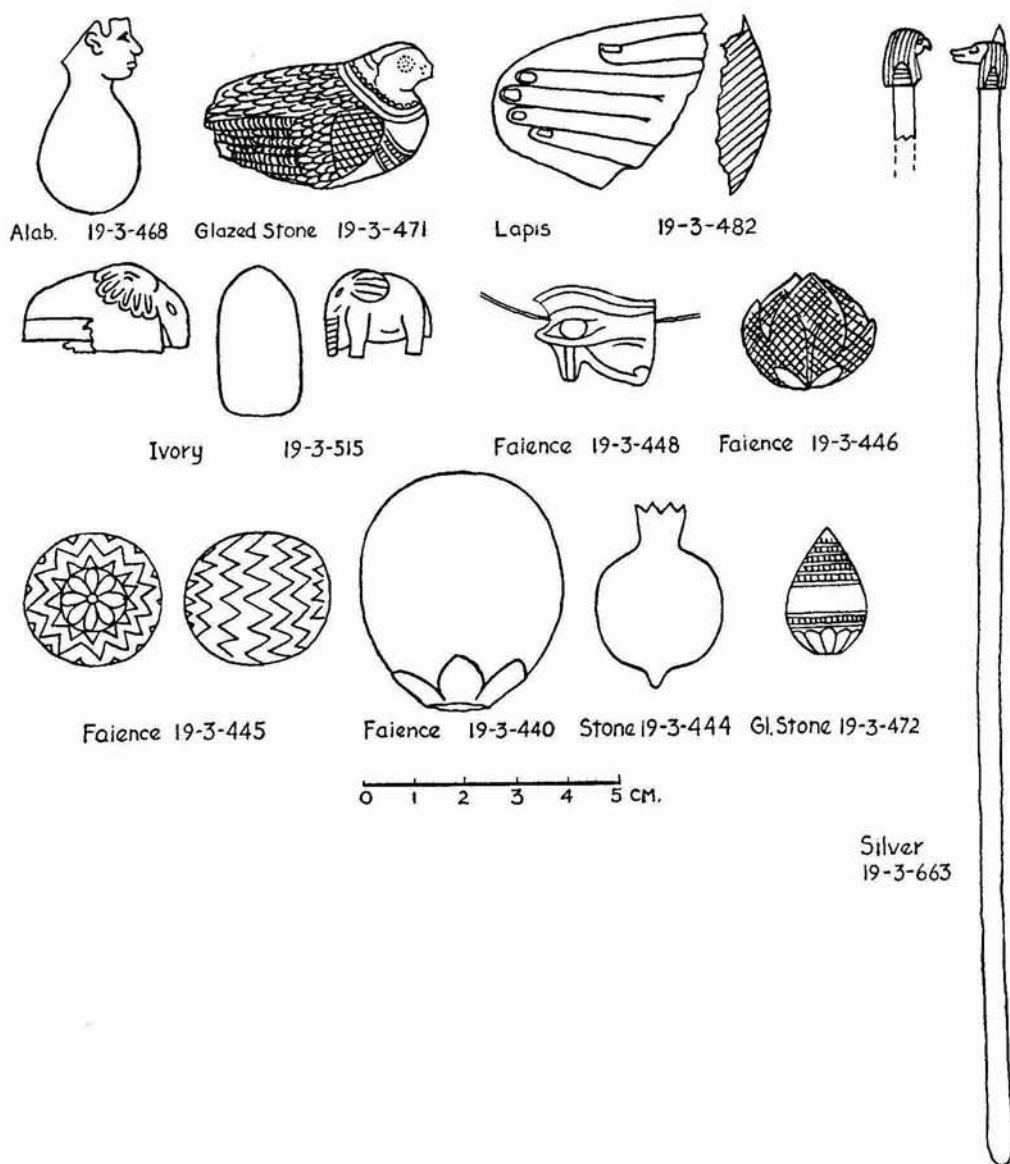 Alab. 19-3-468 Glazed Stone 19-3-471 Lapis 19-3-482
Ivory 19-3-515 Faience 19-3-448 Faience 19-3-446
Faience 19-3-445 Faience 19-3-440 Stone 19-3-444 Gl. Stone 19-3-472
0 1 2 3 4 5 CM.
Silver
19-3-663